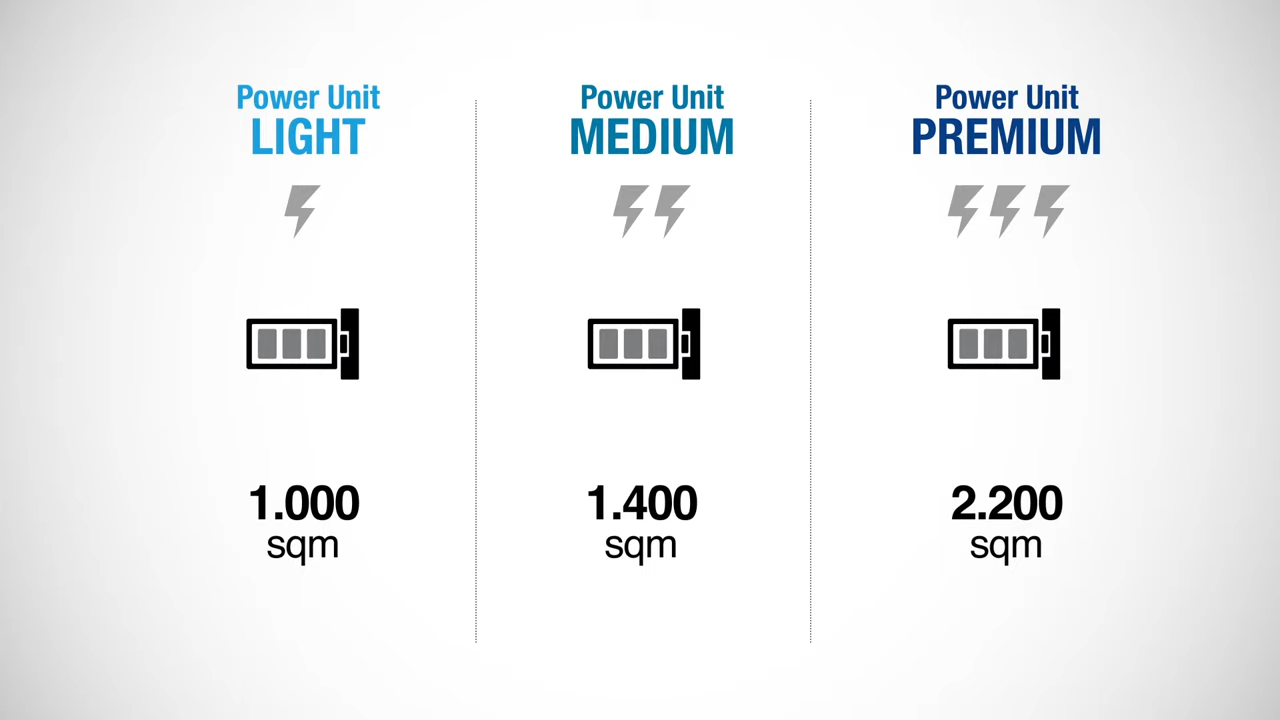 Power Unit
LIGHT
1.000
sqm
Power Unit
MEDIUM
1.400
sqm
Power Unit
PREMIUM
2.200
sqm